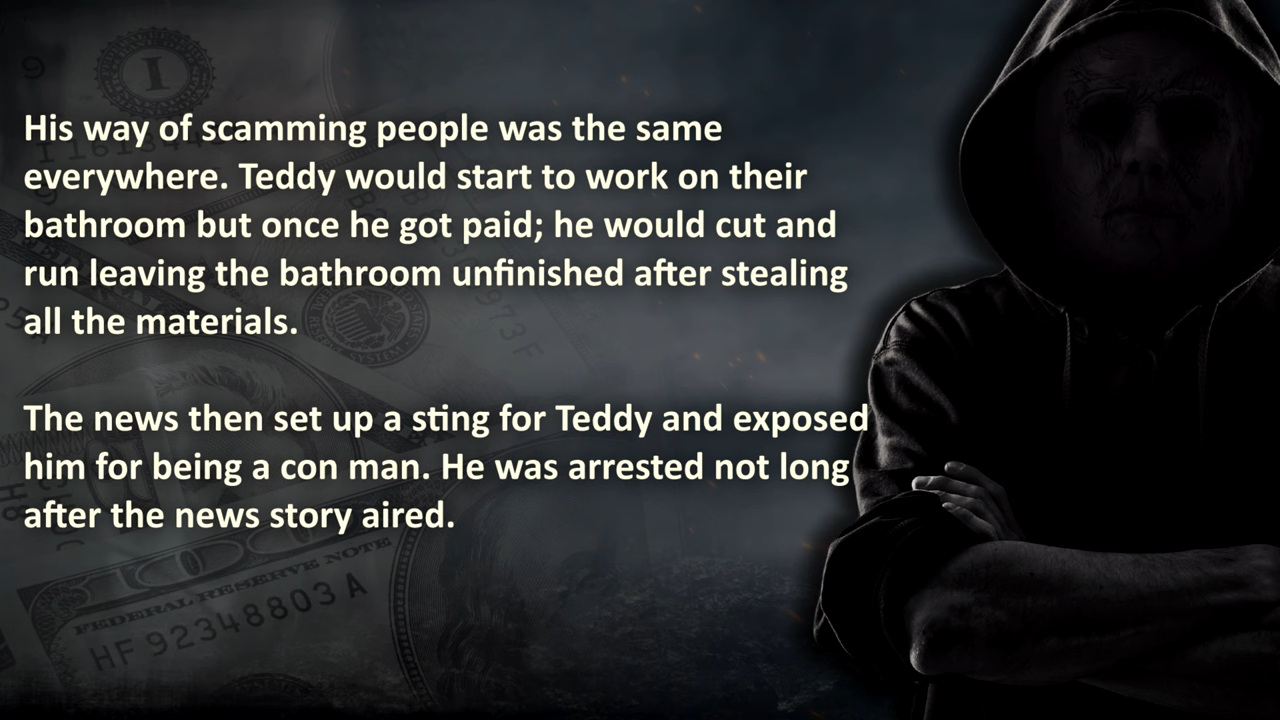 His way of scamming people was the same
everywhere. Teddy would start to work on their
bathroom but once he got paid; he would cut and
run leaving the bathroom unfinished after stealing
all the materials.
The news then set up a sting for Teddy and exposed
him for being a con man. He was arrested not long
after the news story aired.
FEDERAL RESERVE NOTE
HF 92348803 A